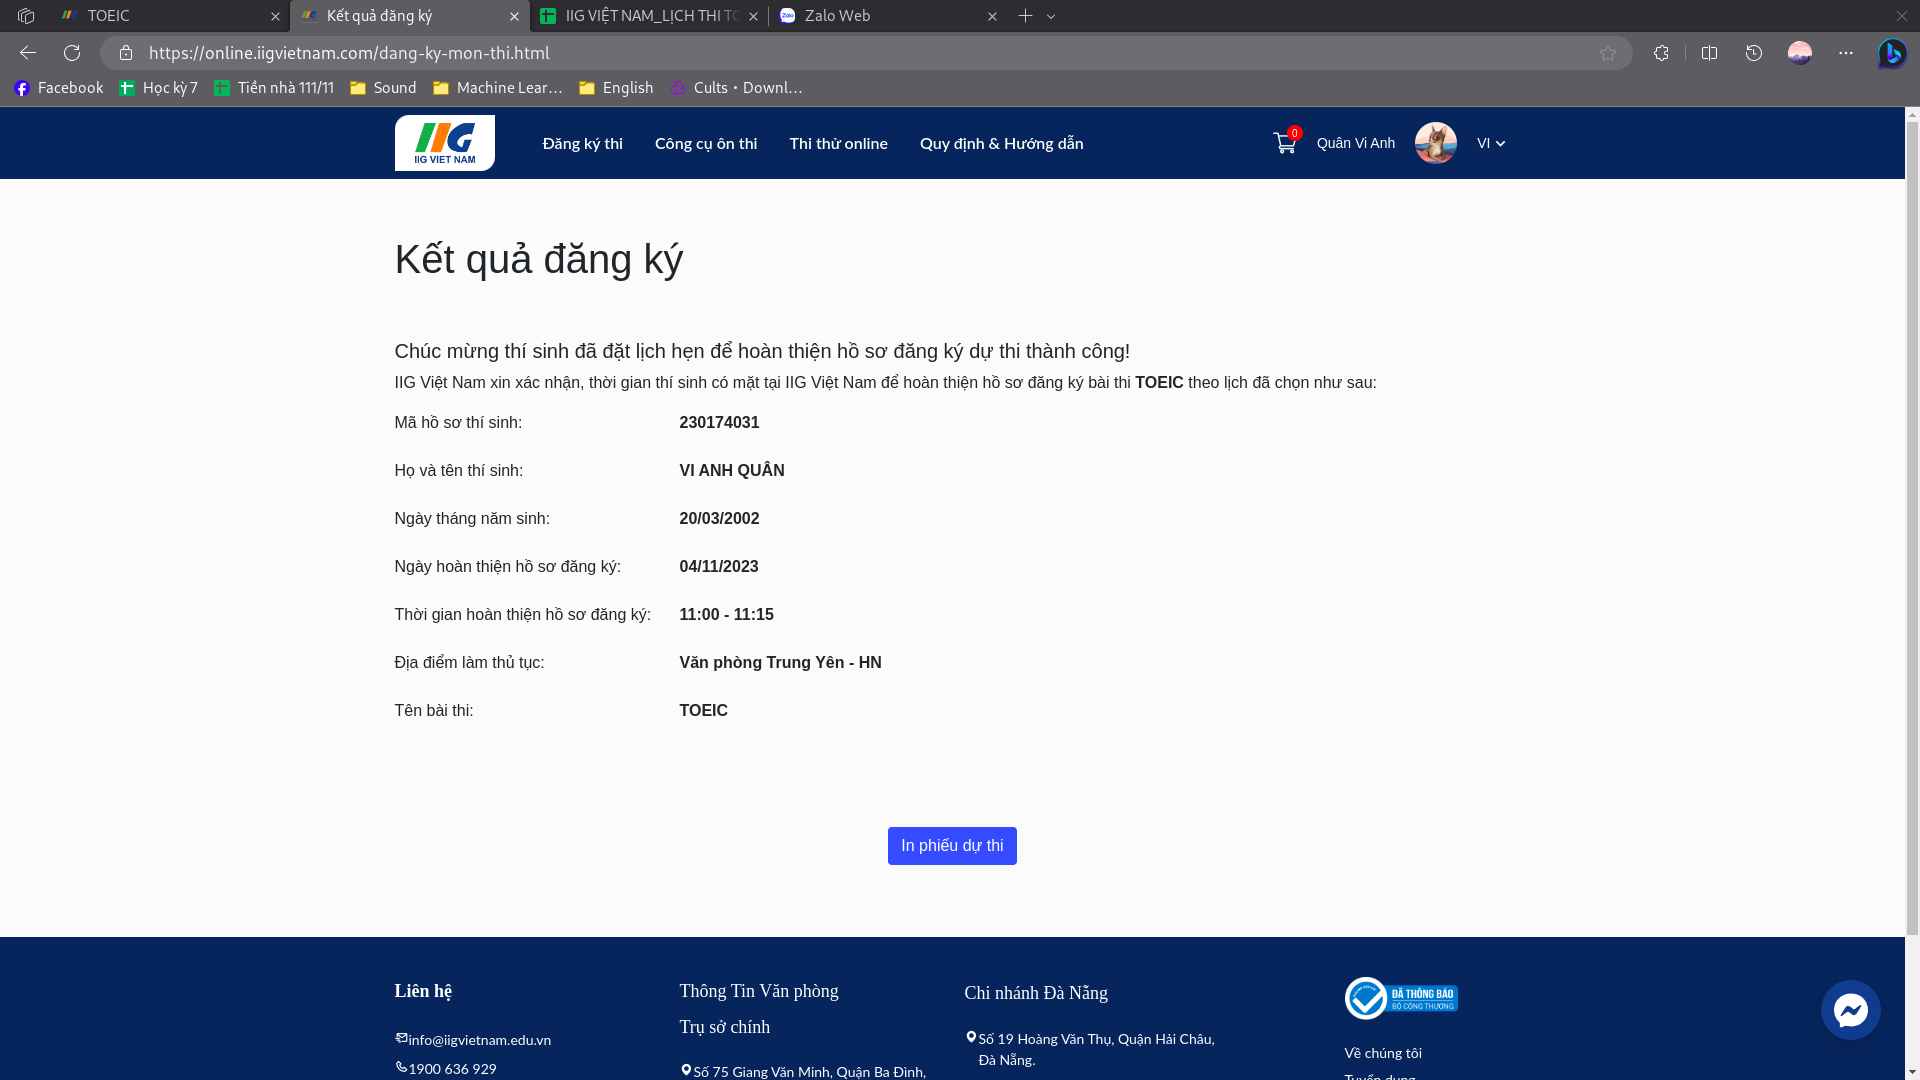 TOEIC
Kết quả đăng ký
IIG VIỆT NAM_LỊCH THI TO
Zalo Web
https://online.iigvietnam.com/dang-ky-mon-thi.html
Facebook
Học kỳ 7
Tiền nhà 111/11
Sound
Machine Lear…
English
Cults・Downl…
IIG VIET NAM
Đăng ký thi
Công cụ ôn thi
Thi thử online
Quy định & Hướng dẫn
0
Quân Vi Anh
VI
Kết quả đăng ký
Chúc mừng thí sinh đã đặt lịch hẹn để hoàn thiện hồ sơ đăng ký dự thi thành công!
IIG Việt Nam xin xác nhận, thời gian thí sinh có mặt tại IIG Việt Nam để hoàn thiện hồ sơ đăng ký bài thi TOEIC theo lịch đã chọn như sau:
Mã hồ sơ thí sinh: 230174031
Họ và tên thí sinh: VI ANH QUÂN
Ngày tháng năm sinh: 20/03/2002
Ngày hoàn thiện hồ sơ đăng ký: 04/11/2023
Thời gian hoàn thiện hồ sơ đăng ký: 11:00 - 11:15
Địa điểm làm thủ tục: Văn phòng Trung Yên - HN
Tên bài thi: TOEIC
In phiếu dự thi
Liên hệ
info@iigvietnam.edu.vn
1900 636 929
Thông Tin Văn phòng
Trụ sở chính
Số 75 Giang Văn Minh, Quận Ba Đình,
Chi nhánh Đà Nẵng
Số 19 Hoàng Văn Thụ, Quận Hải Châu,
Đà Nẵng.
ĐÃ THÔNG BÁO
BỘ CÔNG THƯƠNG
Về chúng tôi
Tuyển dụng